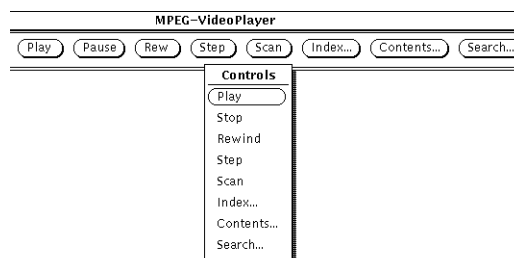 MPEG-VideoPlayer
Play Pause Rew Step Scan Index... Contents... Search...
Controls
Play
Stop
Rewind
Step
Scan
Index...
Contents...
Search...